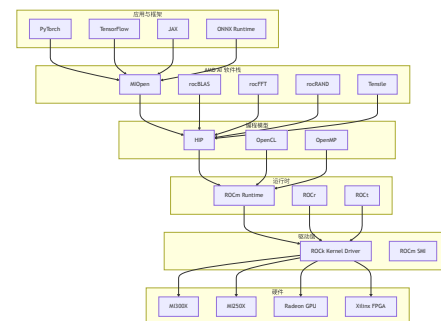 应用与框架
PyTorch
TensorFlow
JAX
ONNX Runtime
AMD AI 软件栈
MIOpen
rocBLAS
rocFFT
rocRAND
Tensile
编程模型
HIP
OpenCL
OpenMP
运行时
ROCm Runtime
ROCr
ROCt
驱动层
ROCk Kernel Driver
ROCm SMI
硬件
MI300X
MI250X
Radeon GPU
Xilinx FPGA